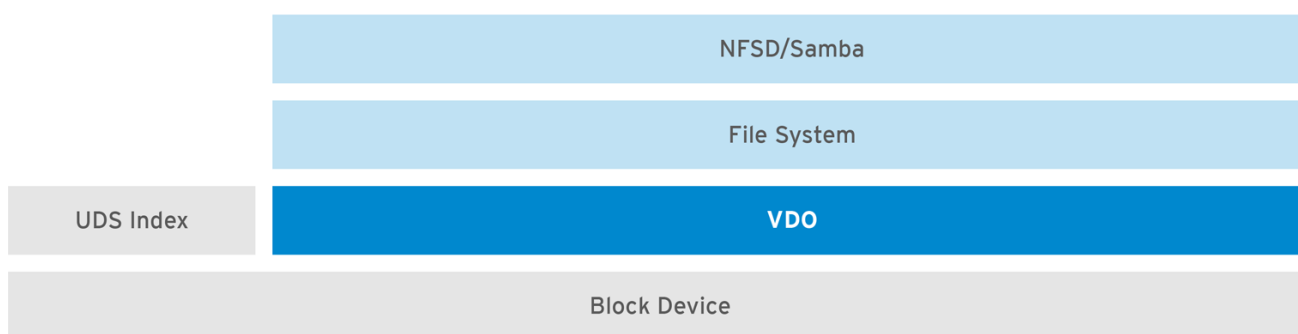 NFSD/Samba
File System
UDS Index
VDO
Block Device